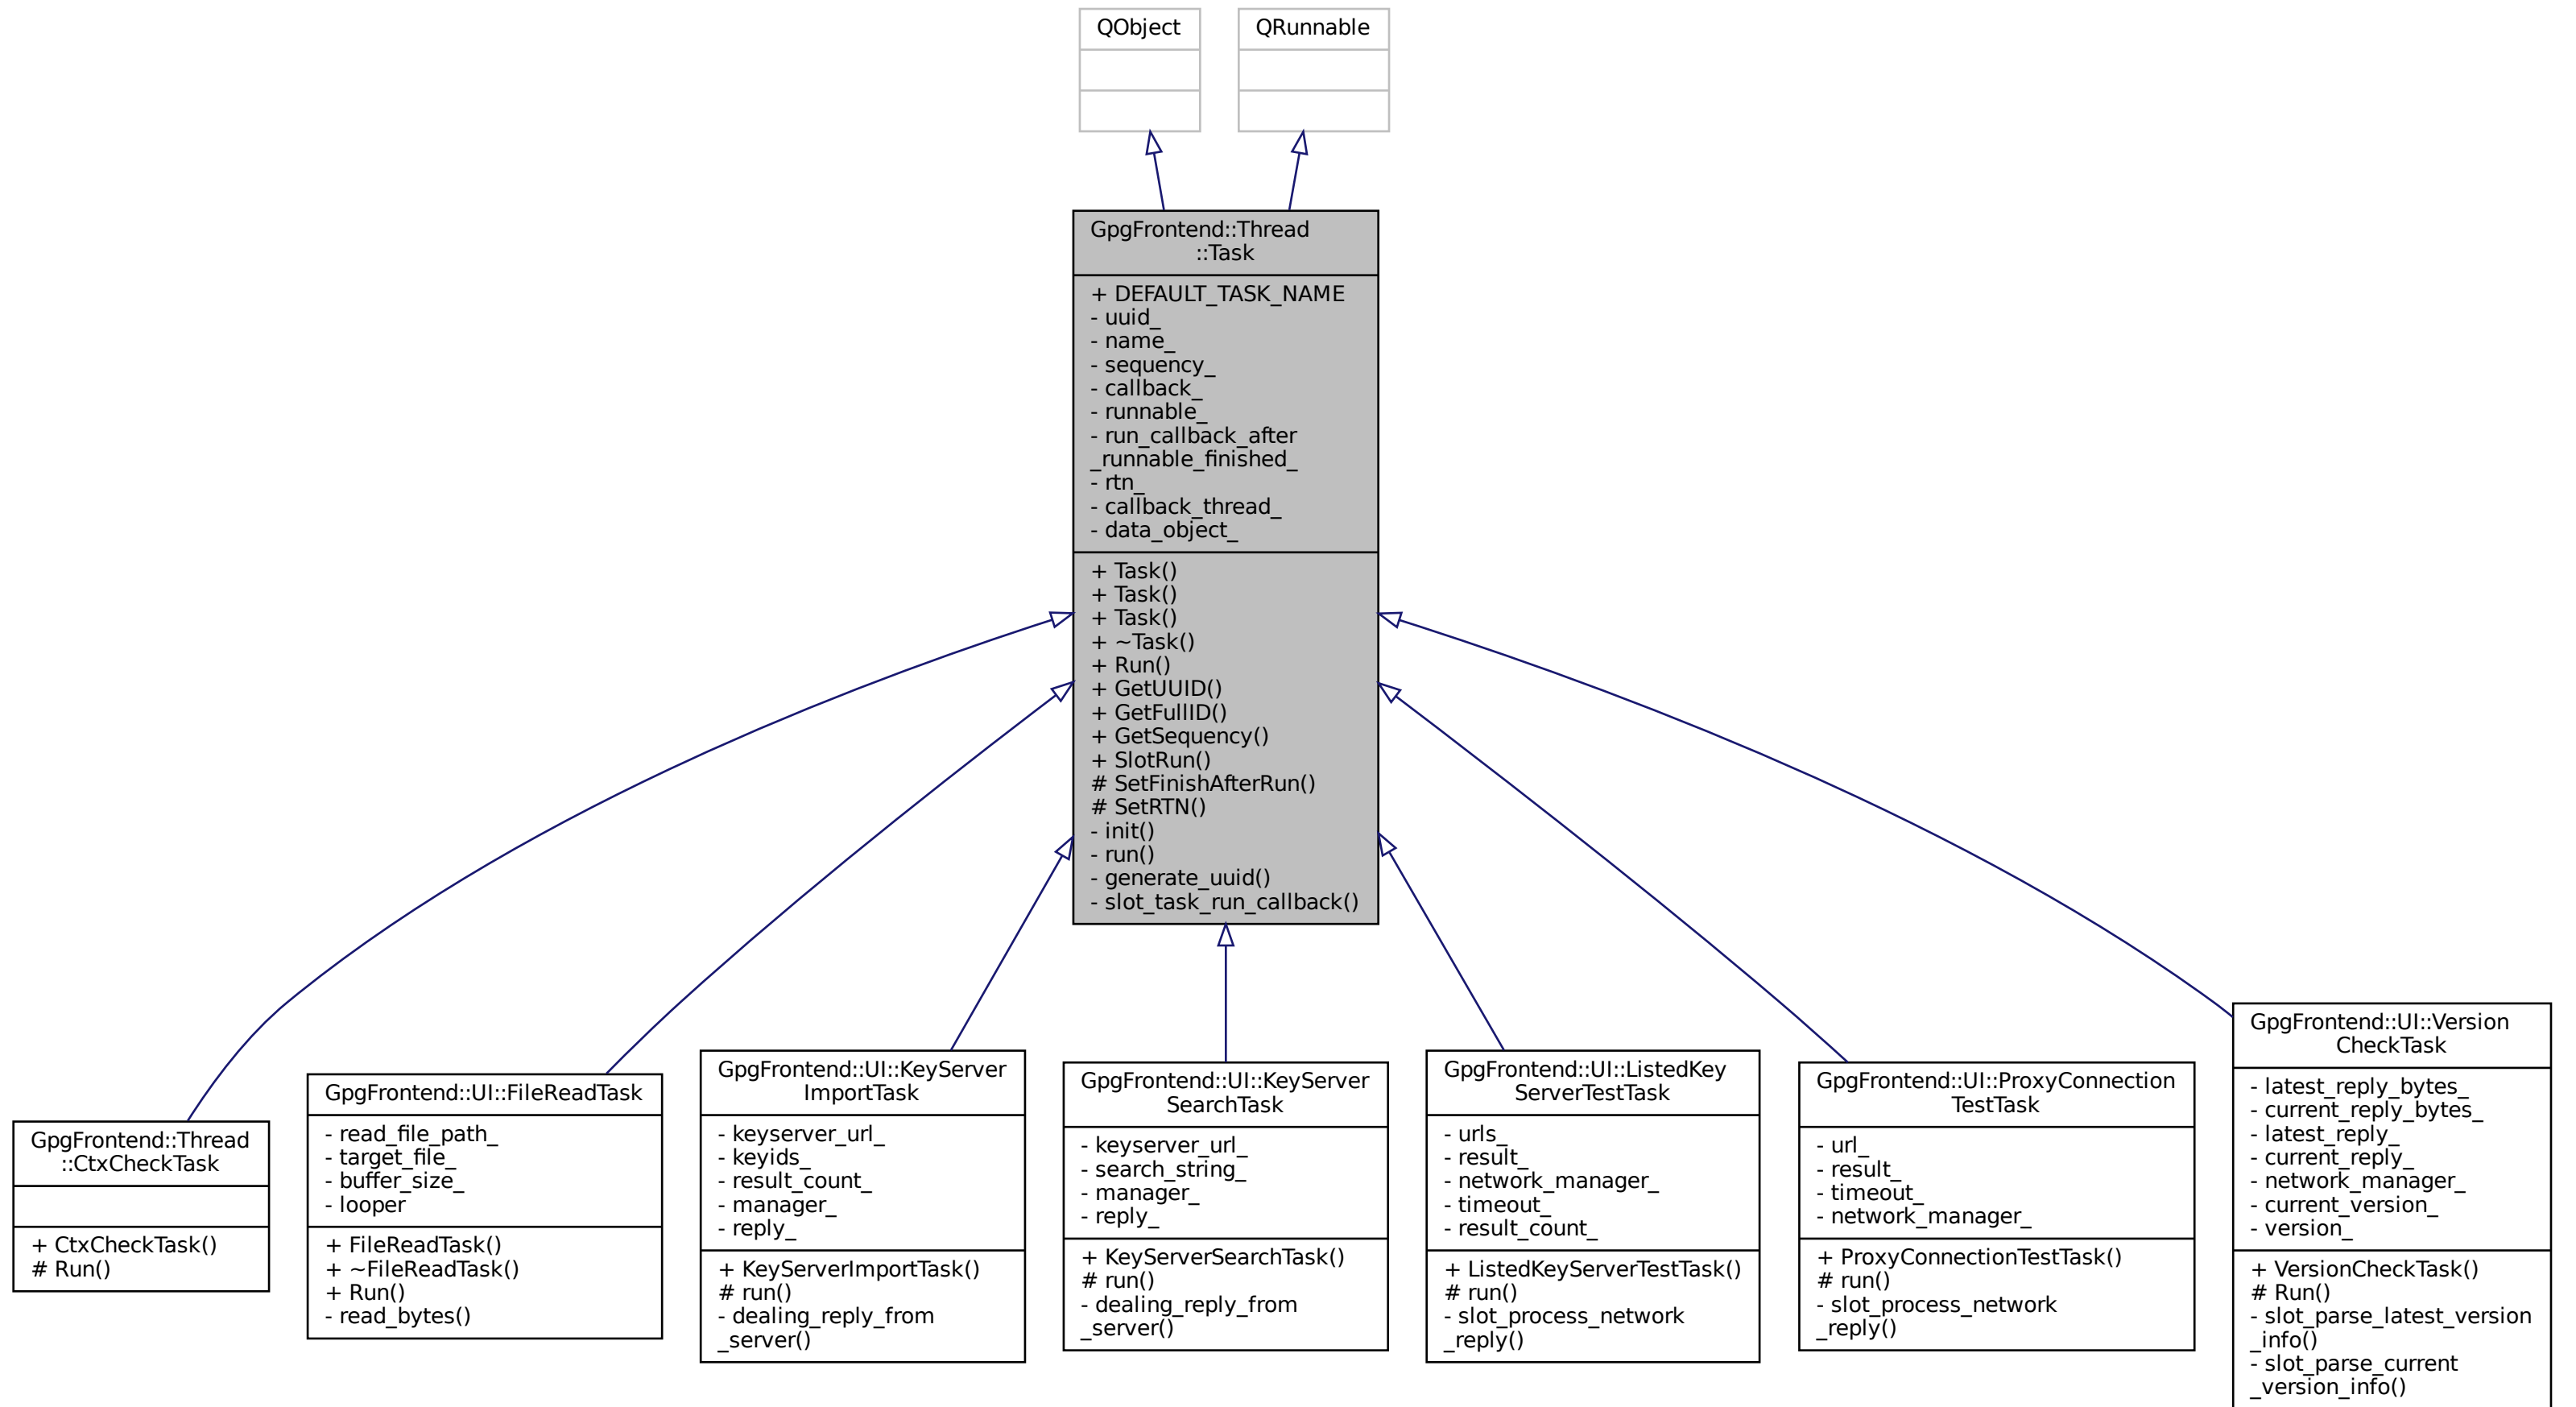 QObject
QRunnable
GpgFrontend::Thread
::Task
+ DEFAULT_TASK_NAME
- uuid_
- name_
- sequency_
- callback_
- runnable_
- run_callback_after
_runnable_finished_
- rtn_
- callback_thread_
- data_object_
+ Task()
+ Task()
+ Task()
+ ~Task()
+ Run()
+ GetUUID()
+ GetFullID()
+ GetSequency()
+ SlotRun()
# SetFinishAfterRun()
# SetRTN()
- init()
- run()
- generate_uuid()
- slot_task_run_callback()
GpgFrontend::Thread
::CtxCheckTask
+ CtxCheckTask()
# Run()
GpgFrontend::UI::FileReadTask
- read_file_path_
- target_file_
- buffer_size_
- looper
+ FileReadTask()
+ ~FileReadTask()
+ Run()
- read_bytes()
GpgFrontend::UI::KeyServer
ImportTask
- keyserver_url_
- keyids_
- result_count_
- manager_
- reply_
+ KeyServerImportTask()
# run()
- dealing_reply_from
_server()
GpgFrontend::UI::KeyServer
SearchTask
- keyserver_url_
- search_string_
- manager_
- reply_
+ KeyServerSearchTask()
# run()
- dealing_reply_from
_server()
GpgFrontend::UI::ListedKey
ServerTestTask
- urls_
- result_
- network_manager_
- timeout_
- result_count_
+ ListedKeyServerTestTask()
# run()
- slot_process_network
_reply()
GpgFrontend::UI::ProxyConnection
TestTask
- url_
- result_
- timeout_
- network_manager_
+ ProxyConnectionTestTask()
# run()
- slot_process_network
_reply()
GpgFrontend::UI::Version
CheckTask
- latest_reply_bytes_
- current_reply_bytes_
- latest_reply_
- current_reply_
- network_manager_
- current_version_
- version_
+ VersionCheckTask()
# Run()
- slot_parse_latest_version
_info()
- slot_parse_current
_version_info()